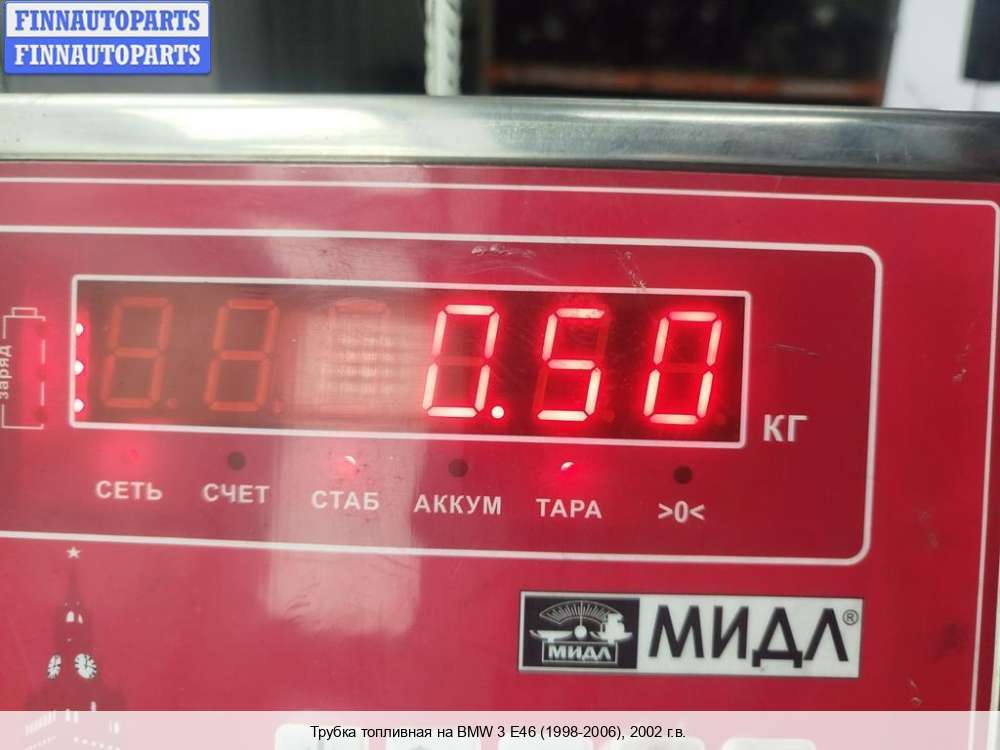 FINNAUTOPARTS
FINNAUTOPARTS
0.50
КГ
заряд
СЕТЬ СЧЕТ СТАБ АККУМ ТАРА >0<
МИДЛ
МИДЛ®
Трубка топливная на BMW 3 E46 (1998-2006), 2002 г.в.